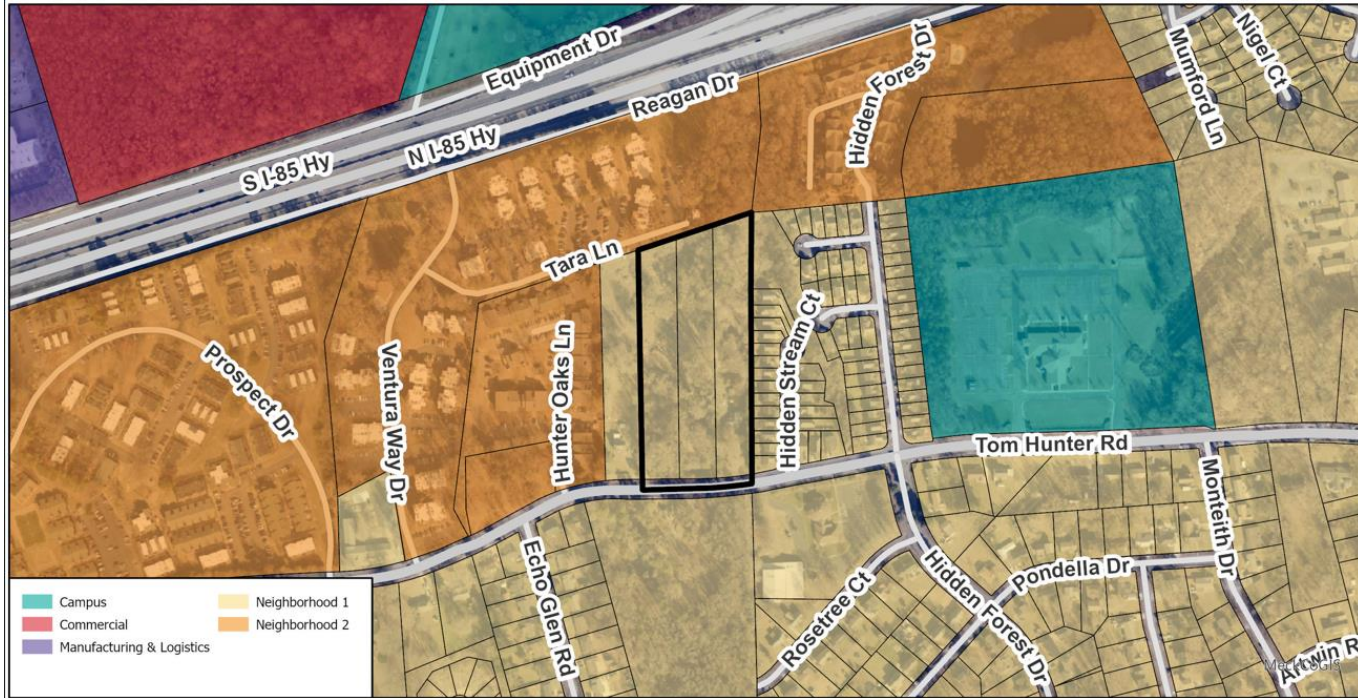 Equipment Dr
Reagan Dr
S I-85 Hy
N I-85 Hy
Hidden Forest Dr
Mumford Ln
Nigel Ct
Tara Ln
Prospect Dr
Ventura Way Dr
Hunter Oaks Ln
Hidden Stream Ct
Tom Hunter Rd
Echo Glen Rd
Rosetree Ct
Hidden Forest Dr
Pondella Dr
Monteith Dr
Campus
Commercial
Manufacturing & Logistics
Neighborhood 1
Neighborhood 2